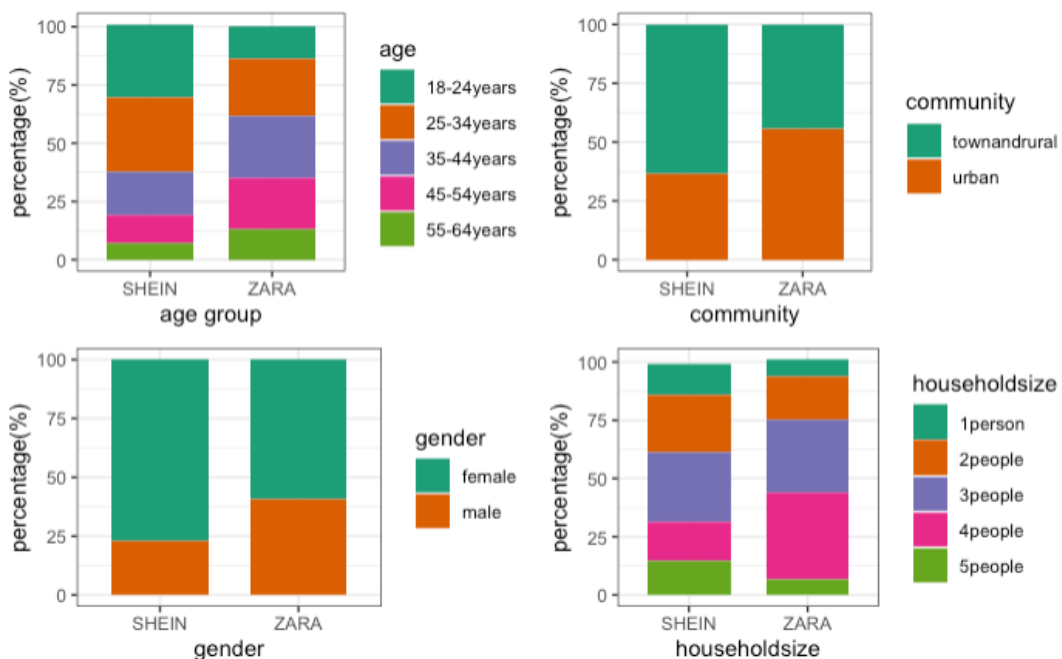 percentage(%)
100
75
50
25
0
SHEIN
ZARA
age group
age
18-24years
25-34years
35-44years
45-54years
55-64years
percentage(%)
100
75
50
25
0
SHEIN
ZARA
community
community
townandrural
urban
percentage(%)
100
75
50
25
0
SHEIN
ZARA
gender
gender
female
male
percentage(%)
100
75
50
25
0
SHEIN
ZARA
householdsize
householdsize
1person
2people
3people
4people
5people